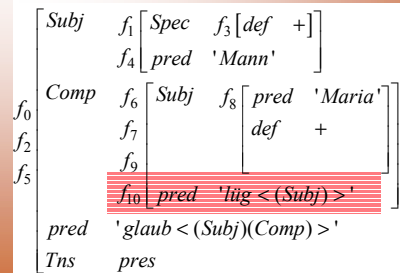 Subj f₁ [Spec f₃ [def +]]
f₄ [pred 'Mann']
f₀ Comp f₆ [Subj f₈ [pred 'Maria'
f₂ f₇ def +]
f₅ f₉
f₁₀ pred 'lüg < (Subj) >']
pred 'glaub < (Subj)(Comp) >'
Tns pres